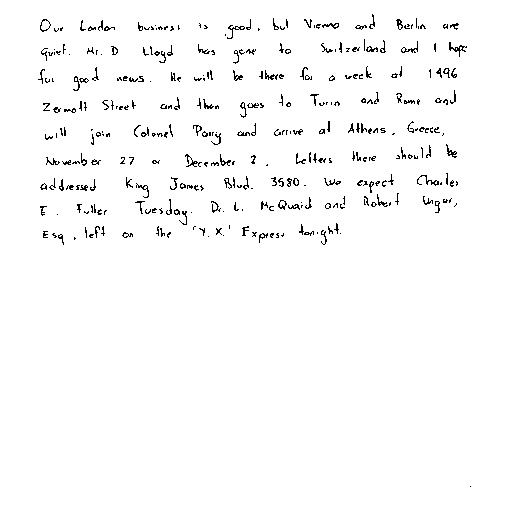 Our London business is good, but Vienna and Berlin are
quiet. Mr. D Lloyd has gone to Switzerland and I hope
for good news. He will be there for a week at 1496
Zermott Street and then goes to Turin and Rome and
will join Colonel Parry and arrive at Athens, Greece,
November 27 or December 2. Letters there should be
addressed King James Blvd. 3580. We expect Charles
E. Fuller Tuesday. Dr. L. McQuaid and Robert Unger,
Esq., left on the 'Y.X.' Express tonight.